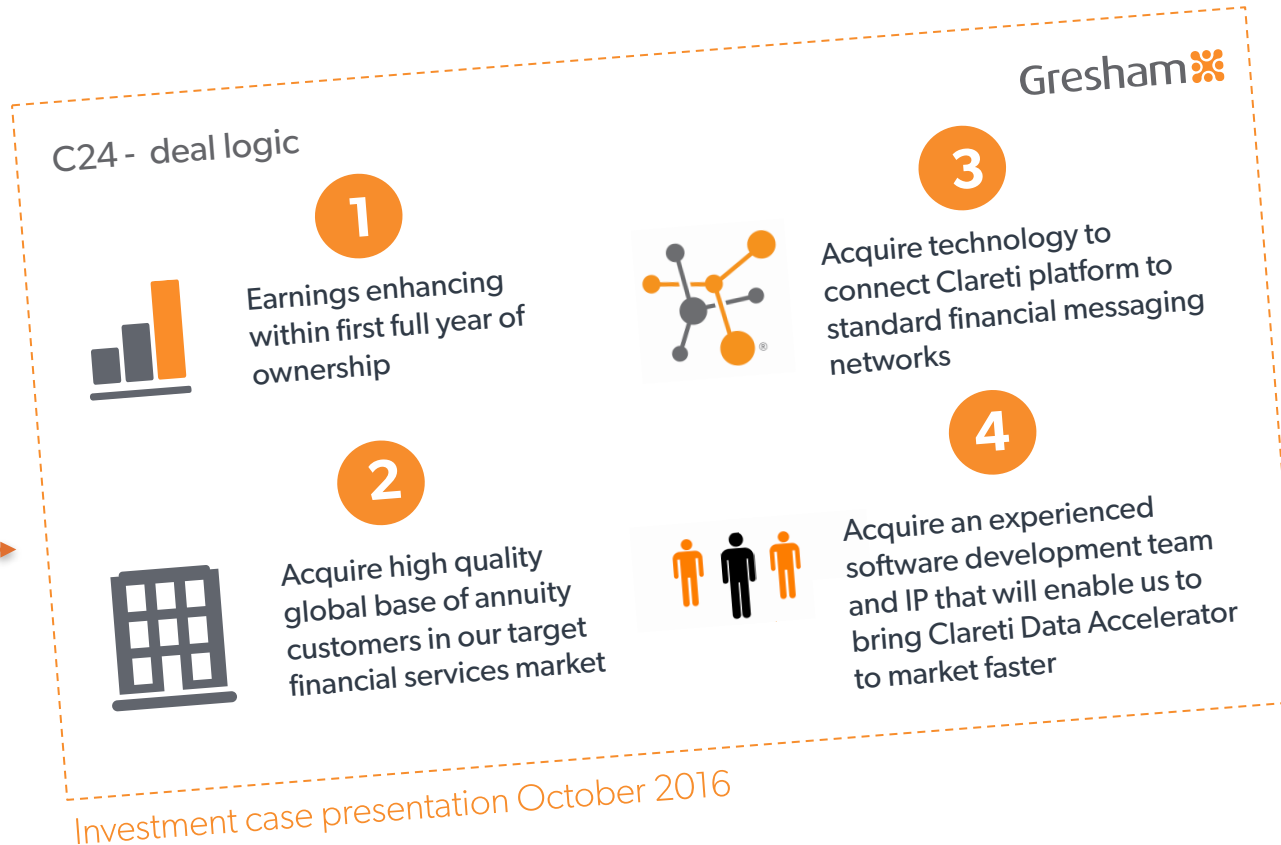 Gresham
C24 - deal logic
1
Earnings enhancing
within first full year of
ownership
2
Acquire high quality
global base of annuity
customers in our target
financial services market
3
Acquire technology to
connect Clareti platform to
standard financial messaging
networks
®
4
Acquire an experienced
software development team
and IP that will enable us to
bring Clareti Data Accelerator
to market faster
Investment case presentation October 2016